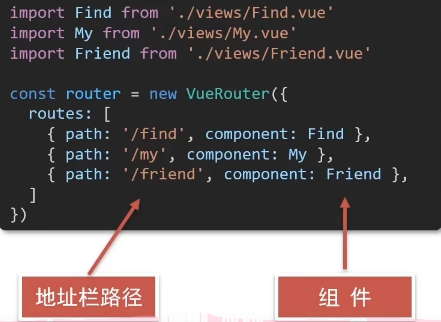 import Find from './views/Find.vue'
import My from './views/My.vue'
import Friend from './views/Friend.vue'
const router = new VueRouter({
routes: [
{ path: '/find', component: Find },
{ path: '/my', component: My },
{ path: '/friend', component: Friend },
]
})
地址栏路径 组 件